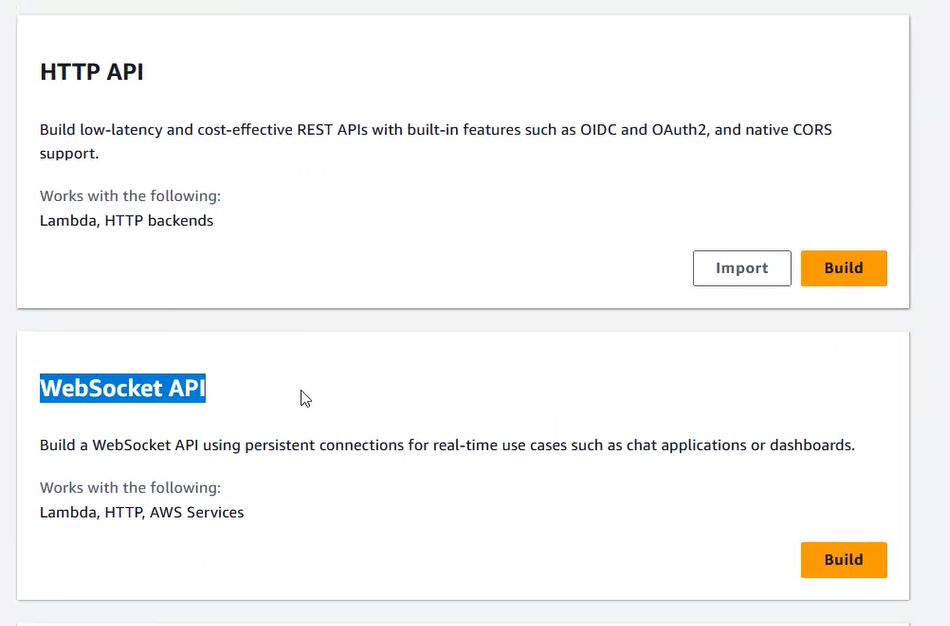 HTTP API
Build low-latency and cost-effective REST APIs with built-in features such as OIDC and OAuth2, and native CORS
support.
Works with the following:
Lambda, HTTP backends
Import
Build
WebSocket API
Build a WebSocket API using persistent connections for real-time use cases such as chat applications or dashboards.
Works with the following:
Lambda, HTTP, AWS Services
Build